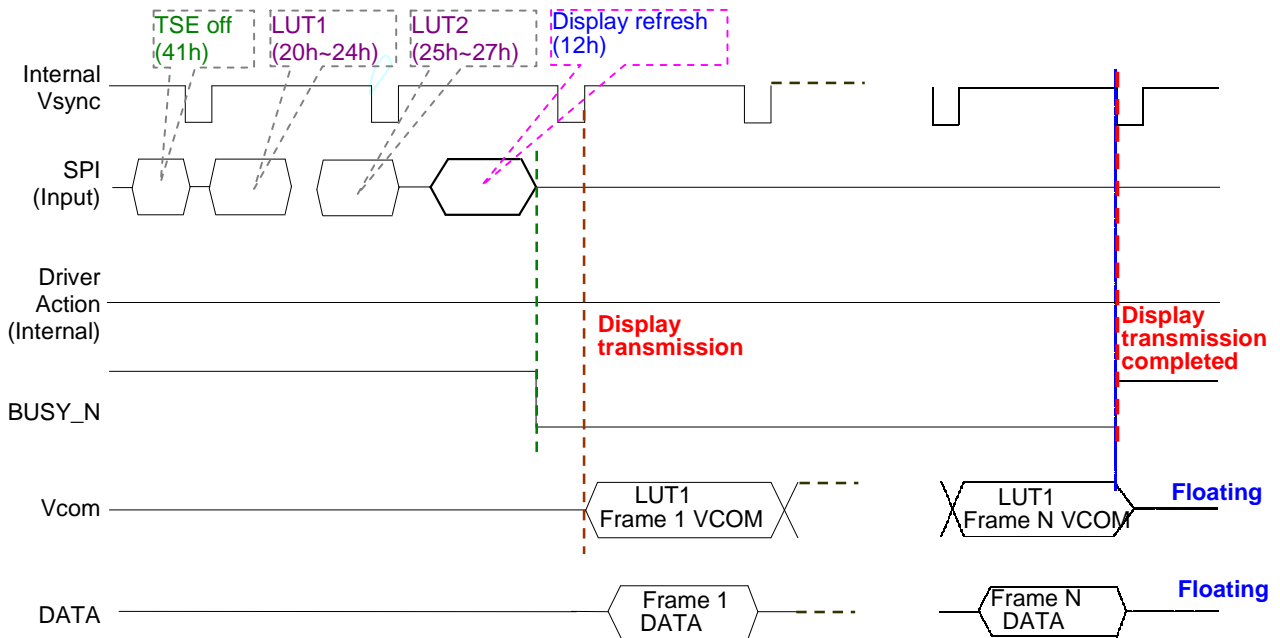 TSE off
(41h)
LUT1
(20h~24h)
LUT2
(25h~27h)
Display refresh
(12h)
Internal
Vsync
SPI
(Input)
Driver
Action
(Internal)
Display
transmission
Display
transmission
completed
BUSY_N
Vcom
LUT1
Frame 1 VCOM
LUT1
Frame N VCOM
Floating
DATA
Frame 1
DATA
Frame N
DATA
Floating